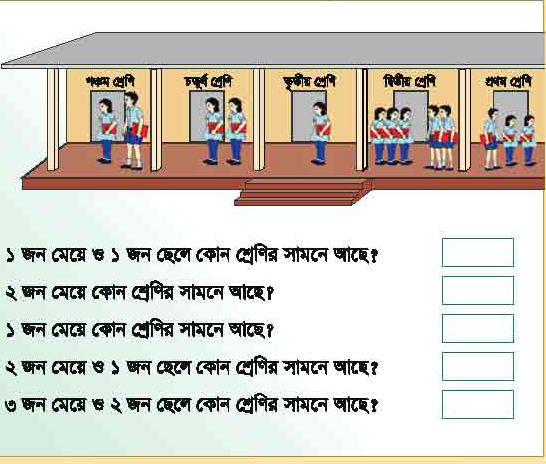 পঞ্চম শ্রেণি চতুর্থ শ্রেণি তৃতীয় শ্রেণি দ্বিতীয় শ্রেণি প্রথম শ্রেণি
১ জন মেয়ে ও ১ জন ছেলে কোন শ্রেণির সামনে আছে?
২ জন মেয়ে কোন শ্রেণির সামনে আছে?
১ জন মেয়ে কোন শ্রেণির সামনে আছে?
২ জন মেয়ে ও ১ জন ছেলে কোন শ্রেণির সামনে আছে?
৩ জন মেয়ে ও ২ জন ছেলে কোন শ্রেণির সামনে আছে?